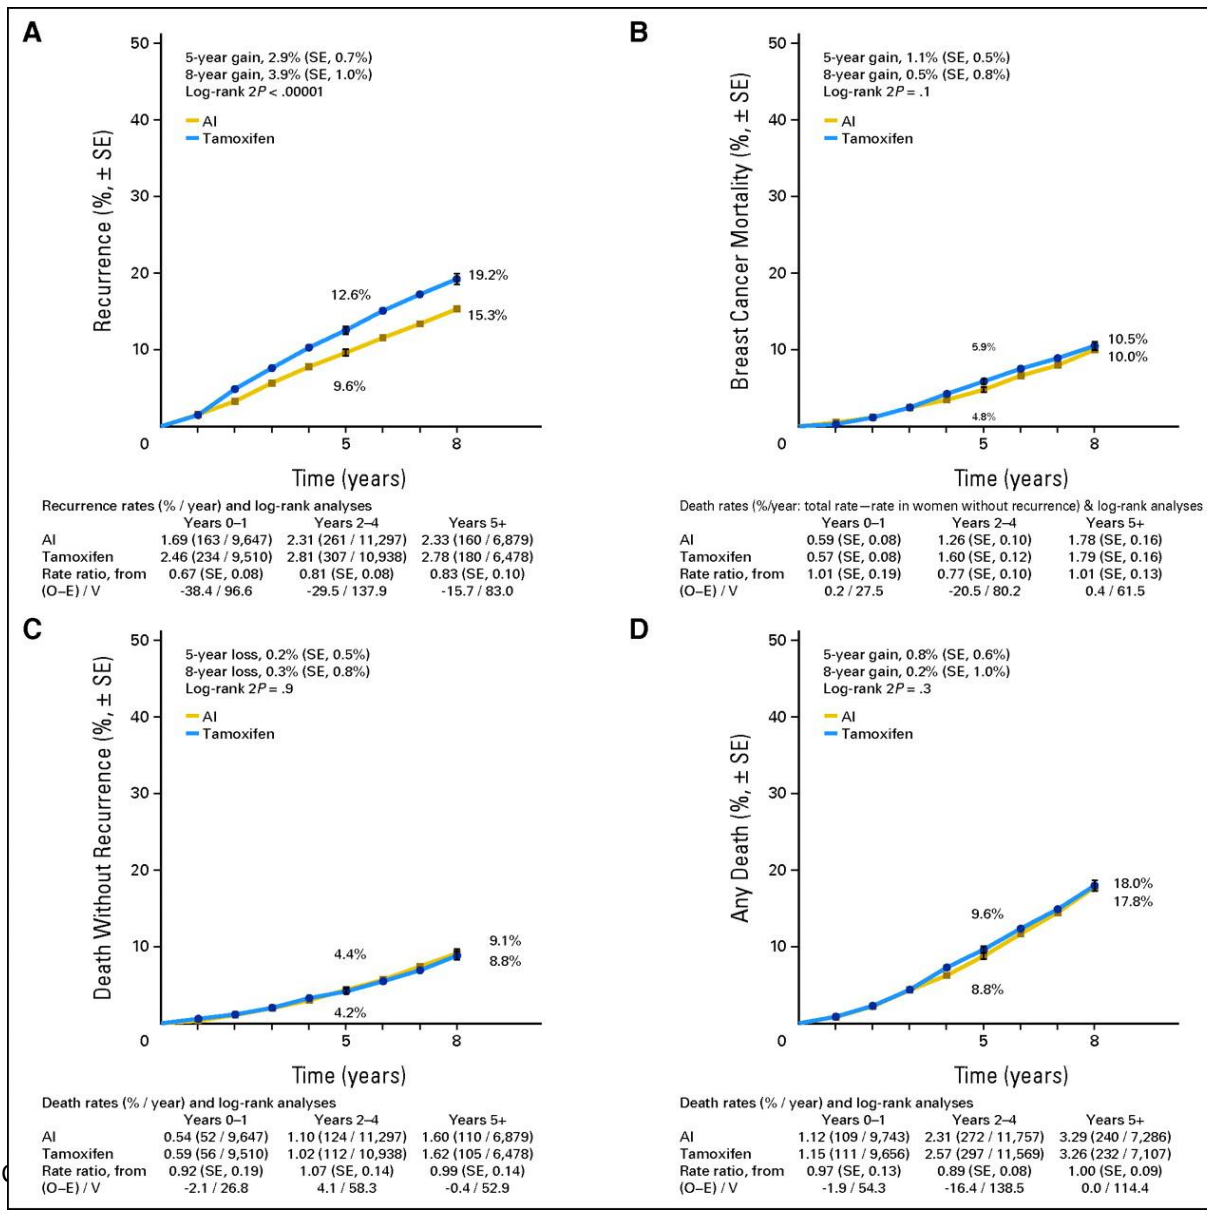 A
50
40
30
20
10
0
Recurrence (%, ± SE)
5-year gain, 2.9% (SE, 0.7%)
8-year gain, 3.9% (SE, 1.0%)
Log-rank 2P < .00001
AI
Tamoxifen
12.6%
19.2%
15.3%
9.6%
5
8
Time (years)
Recurrence rates (% / year) and log-rank analyses
Years 0–1 Years 2–4 Years 5+
AI 1.69 (163 / 9,647) 2.31 (261 / 11,297) 2.33 (160 / 6,879)
Tamoxifen 2.46 (234 / 9,510) 2.81 (307 / 10,938) 2.78 (180 / 6,478)
Rate ratio, from 0.67 (SE, 0.08) 0.81 (SE, 0.08) 0.83 (SE, 0.10)
(O–E) / V -38.4 / 96.6 -29.5 / 137.9 -15.7 / 83.0
B
50
40
30
20
10
0
Breast Cancer Mortality (%, ± SE)
5-year gain, 1.1% (SE, 0.5%)
8-year gain, 0.5% (SE, 0.8%)
Log-rank 2P = .1
AI
Tamoxifen
5.9%
10.5%
10.0%
4.8%
5
8
Time (years)
Death rates (%/year: total rate—rate in women without recurrence) & log-rank analyses
Years 0–1 Years 2–4 Years 5+
AI 0.59 (SE, 0.08) 1.26 (SE, 0.10) 1.78 (SE, 0.16)
Tamoxifen 0.57 (SE, 0.08) 1.60 (SE, 0.12) 1.79 (SE, 0.16)
Rate ratio, from 1.01 (SE, 0.19) 0.77 (SE, 0.10) 1.01 (SE, 0.13)
(O–E) / V 0.2 / 27.5 -20.5 / 80.2 0.4 / 61.5
C
50
40
30
20
10
0
Death Without Recurrence (%, ± SE)
5-year loss, 0.2% (SE, 0.5%)
8-year loss, 0.3% (SE, 0.8%)
Log-rank 2P = .9
AI
Tamoxifen
4.4%
9.1%
8.8%
4.2%
5
8
Time (years)
Death rates (% / year) and log-rank analyses
Years 0–1 Years 2–4 Years 5+
AI 0.54 (52 / 9,647) 1.10 (124 / 11,297) 1.60 (110 / 6,879)
Tamoxifen 0.59 (56 / 9,510) 1.02 (112 / 10,938) 1.62 (105 / 6,478)
Rate ratio, from 0.92 (SE, 0.19) 1.07 (SE, 0.14) 0.99 (SE, 0.14)
(O–E) / V -2.1 / 26.8 4.1 / 58.3 -0.4 / 52.9
D
50
40
30
20
10
0
Any Death (%, ± SE)
5-year gain, 0.8% (SE, 0.6%)
8-year gain, 0.2% (SE, 1.0%)
Log-rank 2P = .3
AI
Tamoxifen
9.6%
18.0%
17.8%
8.8%
5
8
Time (years)
Death rates (% / year) and log-rank analyses
Years 0–1 Years 2–4 Years 5+
AI 1.12 (109 / 9,743) 2.31 (272 / 11,757) 3.29 (240 / 7,286)
Tamoxifen 1.15 (111 / 9,656) 2.57 (297 / 11,569) 3.26 (232 / 7,107)
Rate ratio, from 0.97 (SE, 0.13) 0.89 (SE, 0.08) 1.00 (SE, 0.09)
(O–E) / V -1.9 / 54.3 -16.4 / 138.5 0.0 / 114.4